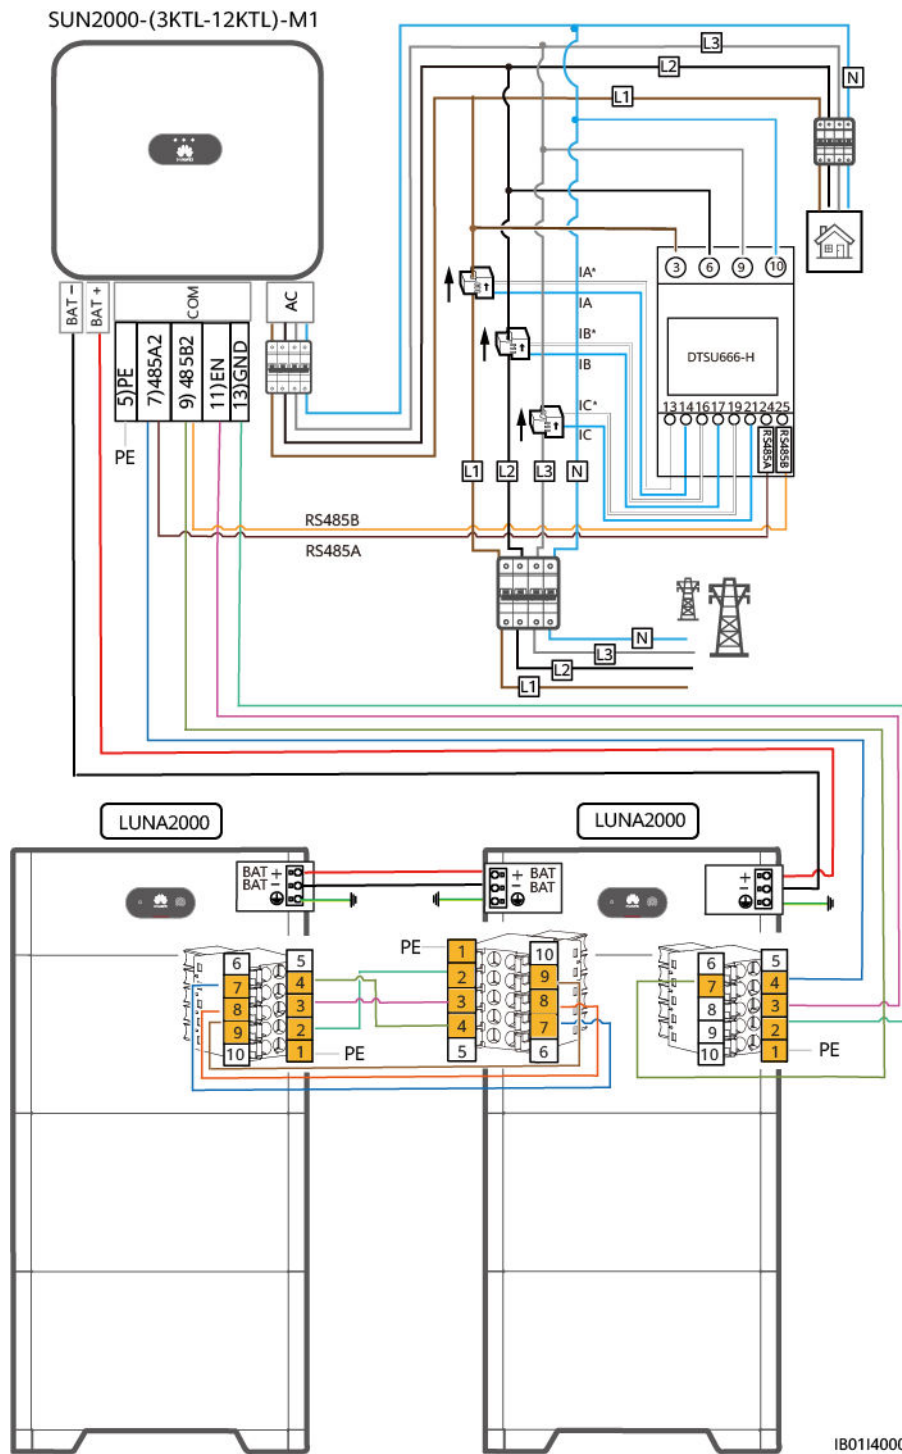 SUN2000-(3KTL-12KTL)-M1
L3
L2
N
L1
BAT −
BAT +
COM
AC
5)PE
7)485A2
9) 485B2
11)EN
13)GND
PE
IA*
IA
IB*
IB
IC*
IC
3
6
9
10
DTSU666-H
13 14 16 17 19 21 24 25
RS485A
RS485B
L1
L2
L3
N
RS485B
RS485A
N
L3
L2
L1
LUNA2000
LUNA2000
BAT +
BAT −
+ BAT
− BAT
+
−
6
7
8
9
10
5
4
3
2
1
PE
PE
1
2
3
4
5
10
9
8
7
6
6
7
8
9
10
5
4
3
2
1
PE
IB01I4000